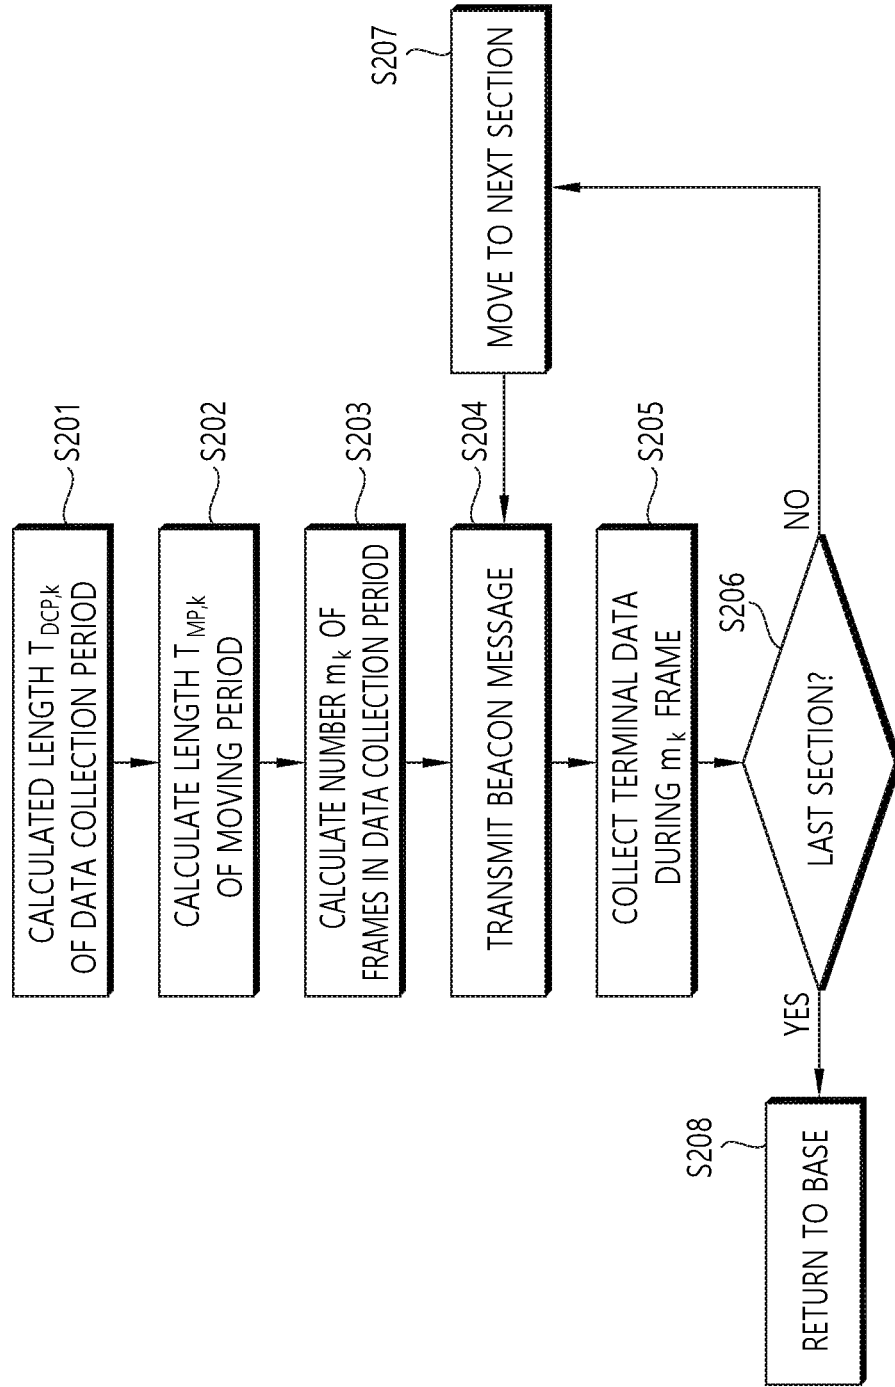 CALCULATED LENGTH T_DCP,k
OF DATA COLLECTION PERIOD
S201
CALCULATE LENGTH T_MP,k
OF MOVING PERIOD
S202
CALCULATE NUMBER m_k OF
FRAMES IN DATA COLLECTION PERIOD
S203
TRANSMIT BEACON MESSAGE
S204
MOVE TO NEXT SECTION
S207
COLLECT TERMINAL DATA
DURING m_k FRAME
S205
LAST SECTION?
S206
YES
NO
RETURN TO BASE
S208